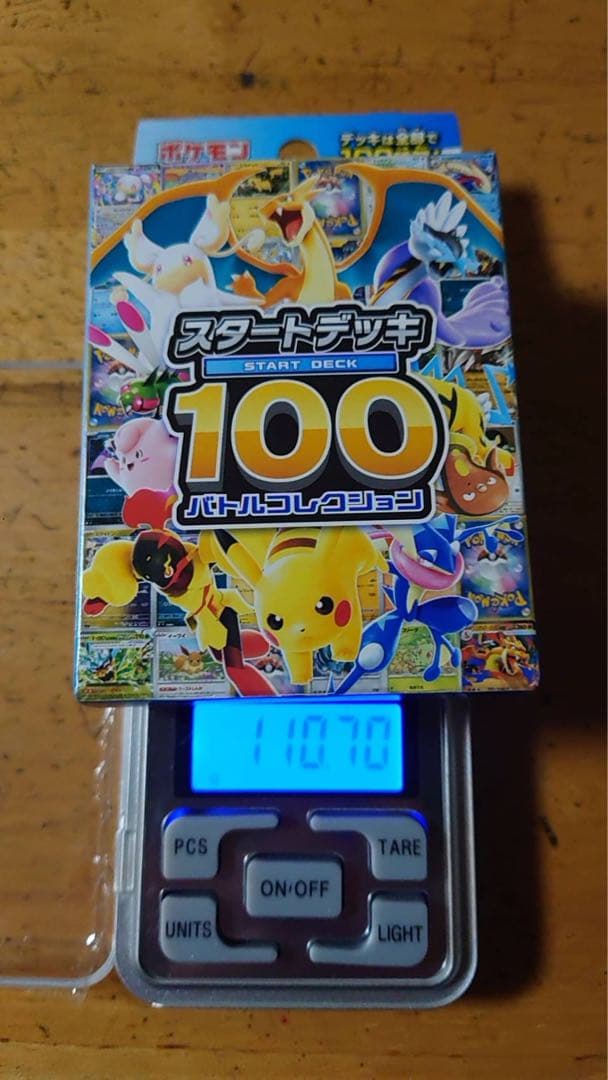 ポケモン
デッキは全部で
スタートデッキ
START DECK
100
バトルコレクション
110.70
PCS
TARE
ON/OFF
UNITS
LIGHT